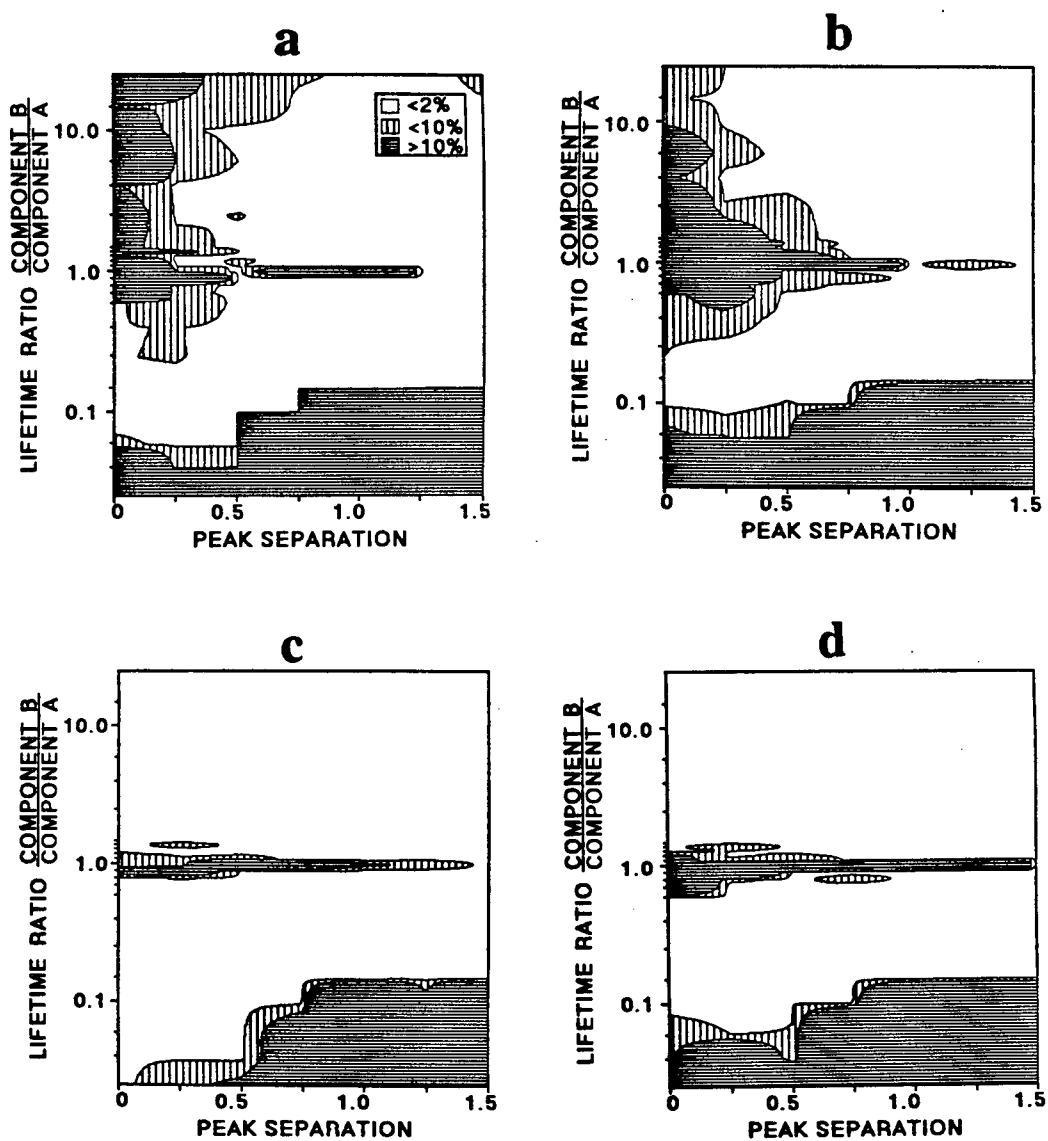 a
LIFETIME RATIO COMPONENT B
COMPONENT A
10.0
1.0
0.1
<2%
<10%
>10%
0
0.5
1.0
1.5
PEAK SEPARATION
b
LIFETIME RATIO COMPONENT B
COMPONENT A
10.0
1.0
0.1
0
0.5
1.0
1.5
PEAK SEPARATION
c
LIFETIME RATIO COMPONENT B
COMPONENT A
10.0
1.0
0.1
0
0.5
1.0
1.5
PEAK SEPARATION
d
LIFETIME RATIO COMPONENT B
COMPONENT A
10.0
1.0
0.1
0
0.5
1.0
1.5
PEAK SEPARATION